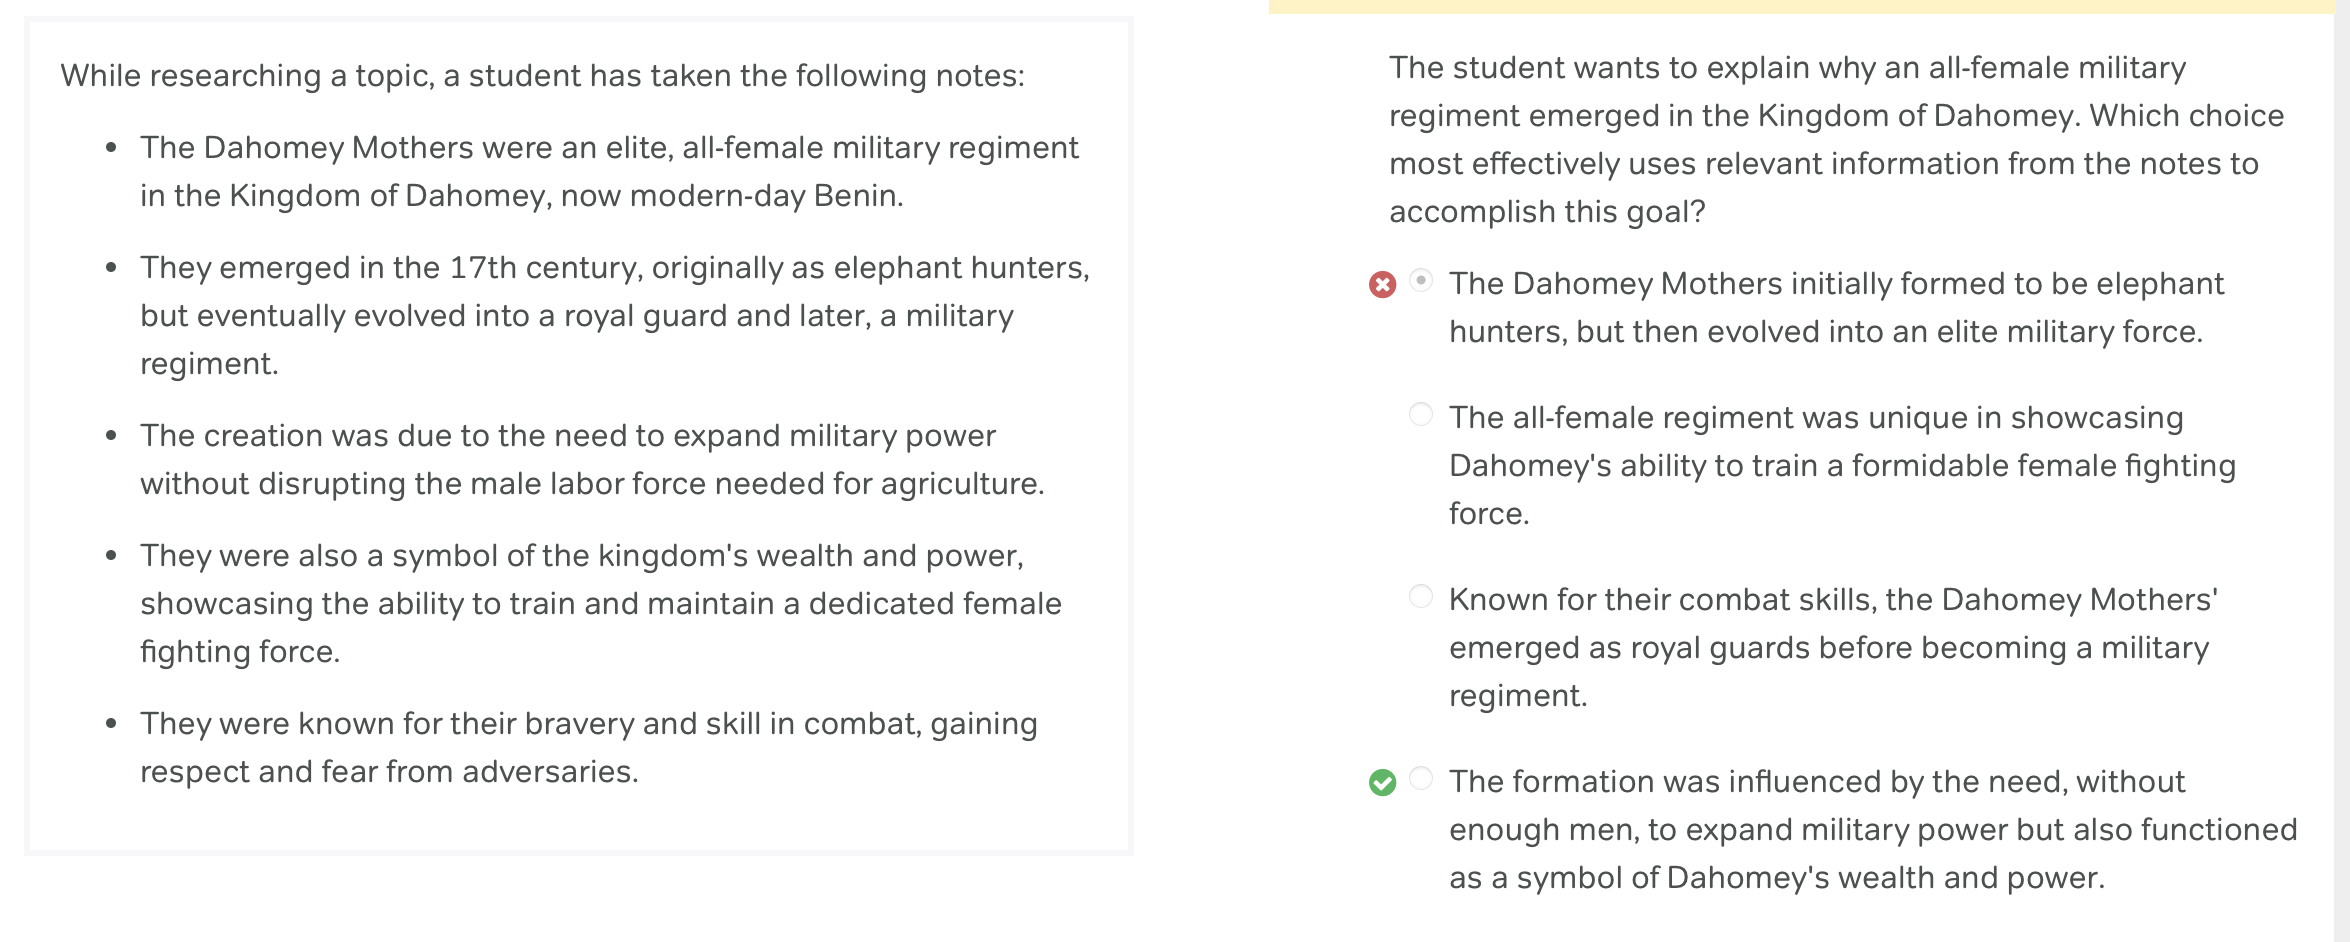 While researching a topic, a student has taken the following notes:
• The Dahomey Mothers were an elite, all-female military regiment
in the Kingdom of Dahomey, now modern-day Benin.
• They emerged in the 17th century, originally as elephant hunters,
but eventually evolved into a royal guard and later, a military
regiment.
• The creation was due to the need to expand military power
without disrupting the male labor force needed for agriculture.
• They were also a symbol of the kingdom's wealth and power,
showcasing the ability to train and maintain a dedicated female
fighting force.
• They were known for their bravery and skill in combat, gaining
respect and fear from adversaries.
The student wants to explain why an all-female military
regiment emerged in the Kingdom of Dahomey. Which choice
most effectively uses relevant information from the notes to
accomplish this goal?
The Dahomey Mothers initially formed to be elephant
hunters, but then evolved into an elite military force.
The all-female regiment was unique in showcasing
Dahomey's ability to train a formidable female fighting
force.
Known for their combat skills, the Dahomey Mothers'
emerged as royal guards before becoming a military
regiment.
The formation was influenced by the need, without
enough men, to expand military power but also functioned
as a symbol of Dahomey's wealth and power.